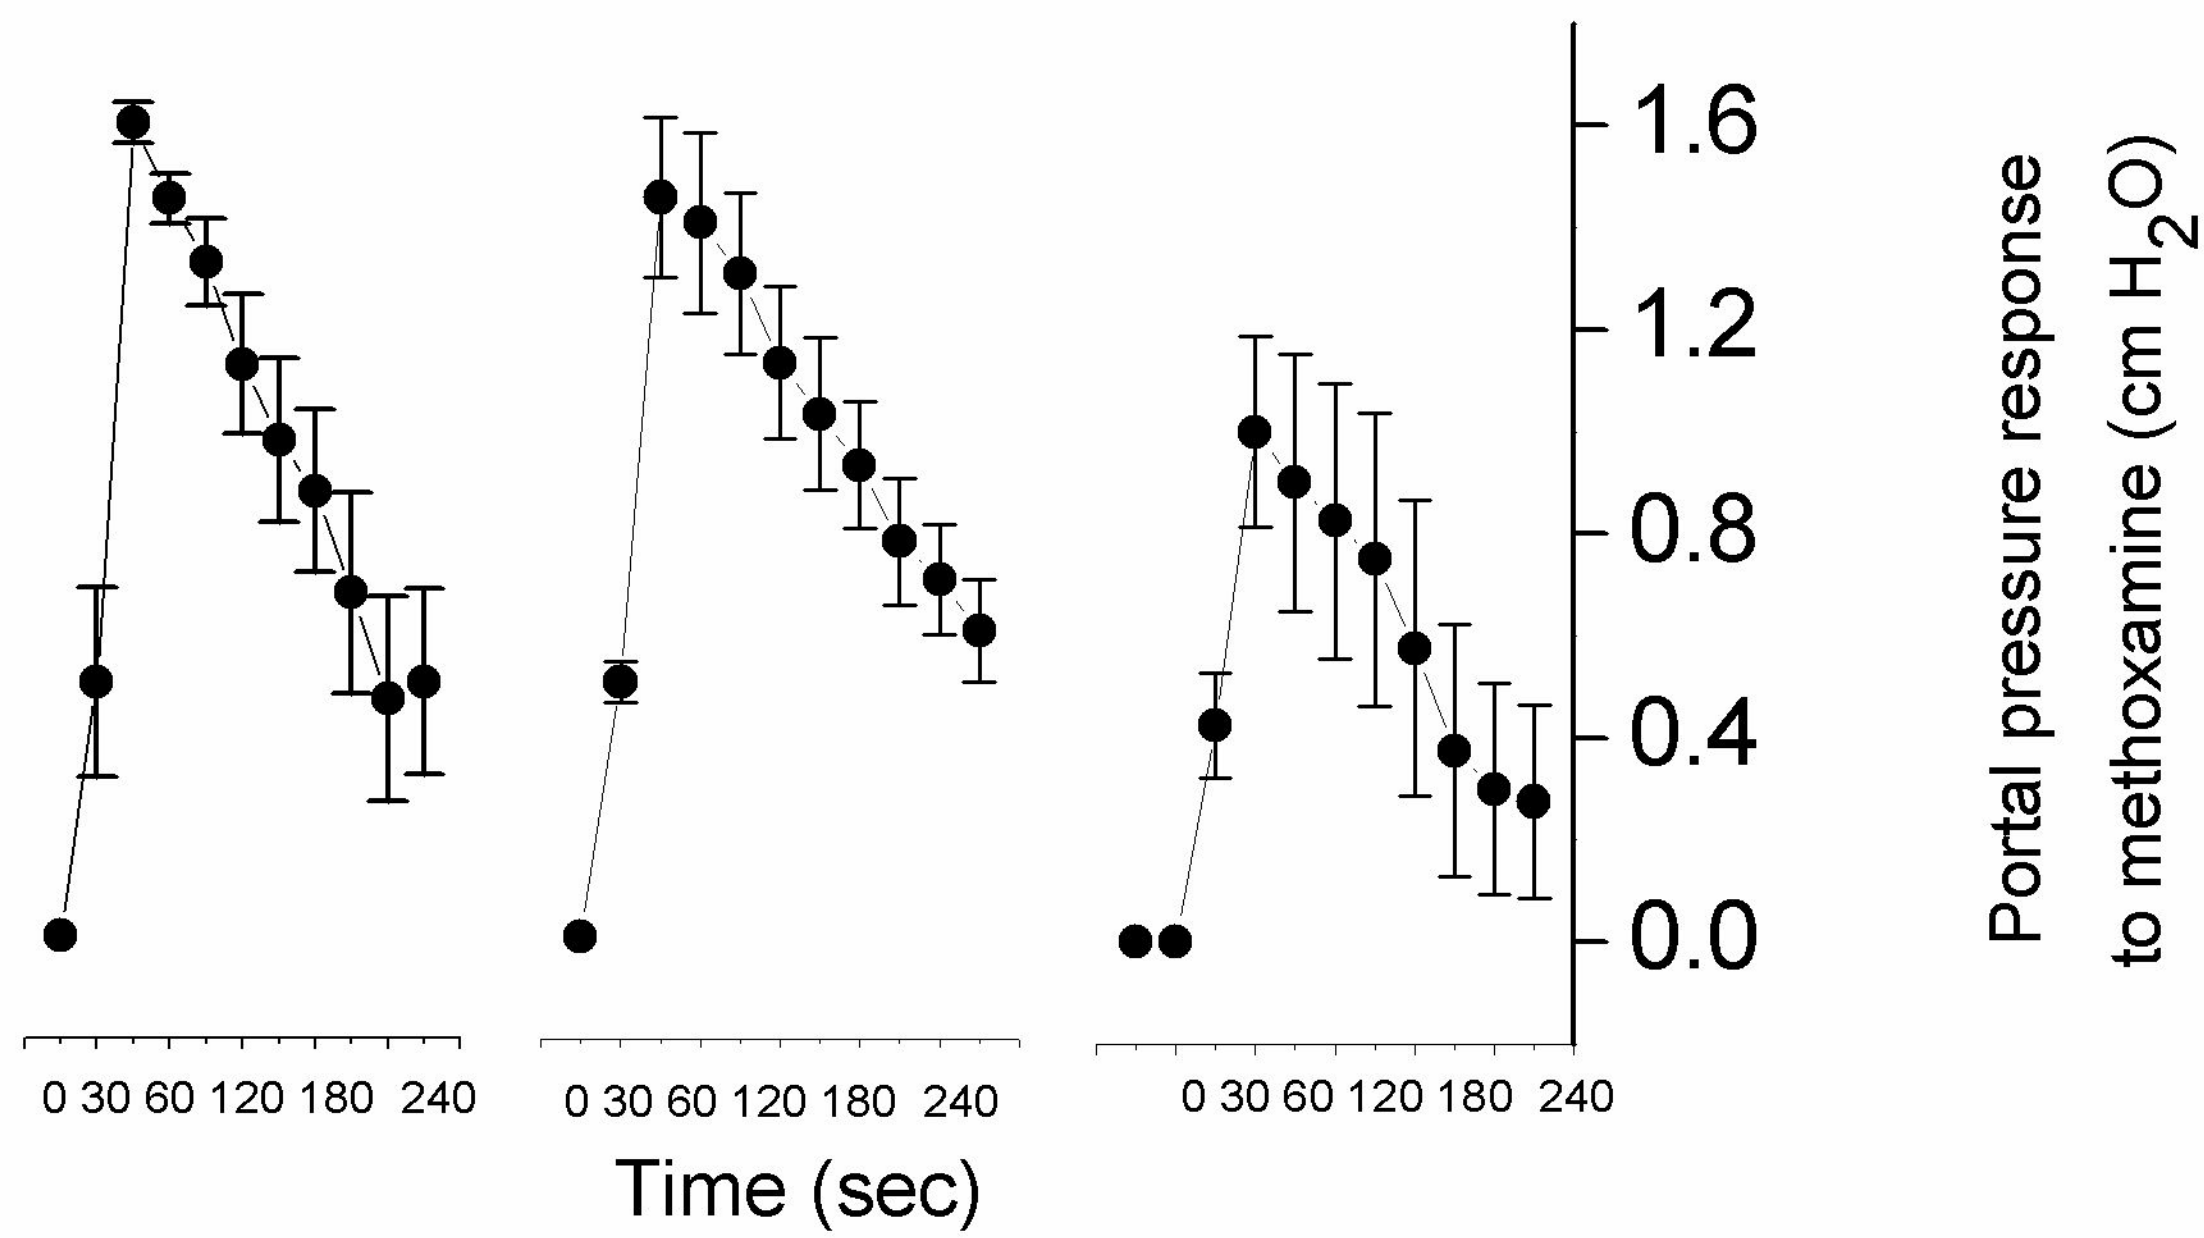 1.6
1.2
0.8
0.4
0.0
Portal pressure response
to methoxamine (cm H2O)
0 30 60 120 180 240
0 30 60 120 180 240
0 30 60 120 180 240
Time (sec)